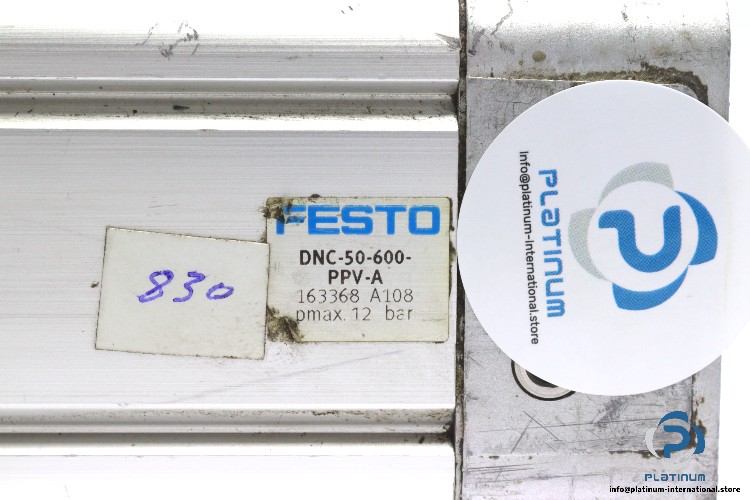 FESTO
DNC-50-600-
PPV-A
163368 A108
pmax. 12 bar
830
PLATINUM
info@platinum-international.store
PLATINUM
info@platinum-international.store